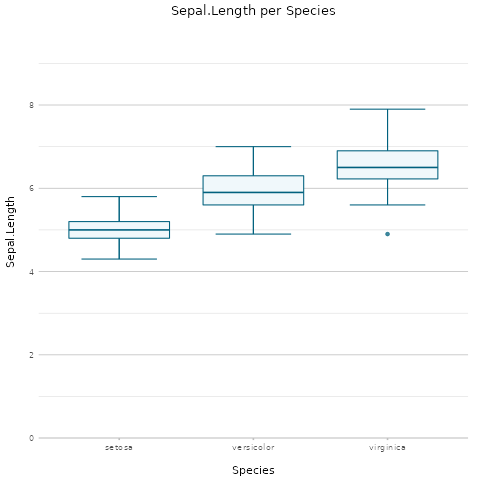 Sepal.Length per Species
Sepal.Length
8
6
4
2
0
setosa
versicolor
virginica
Species